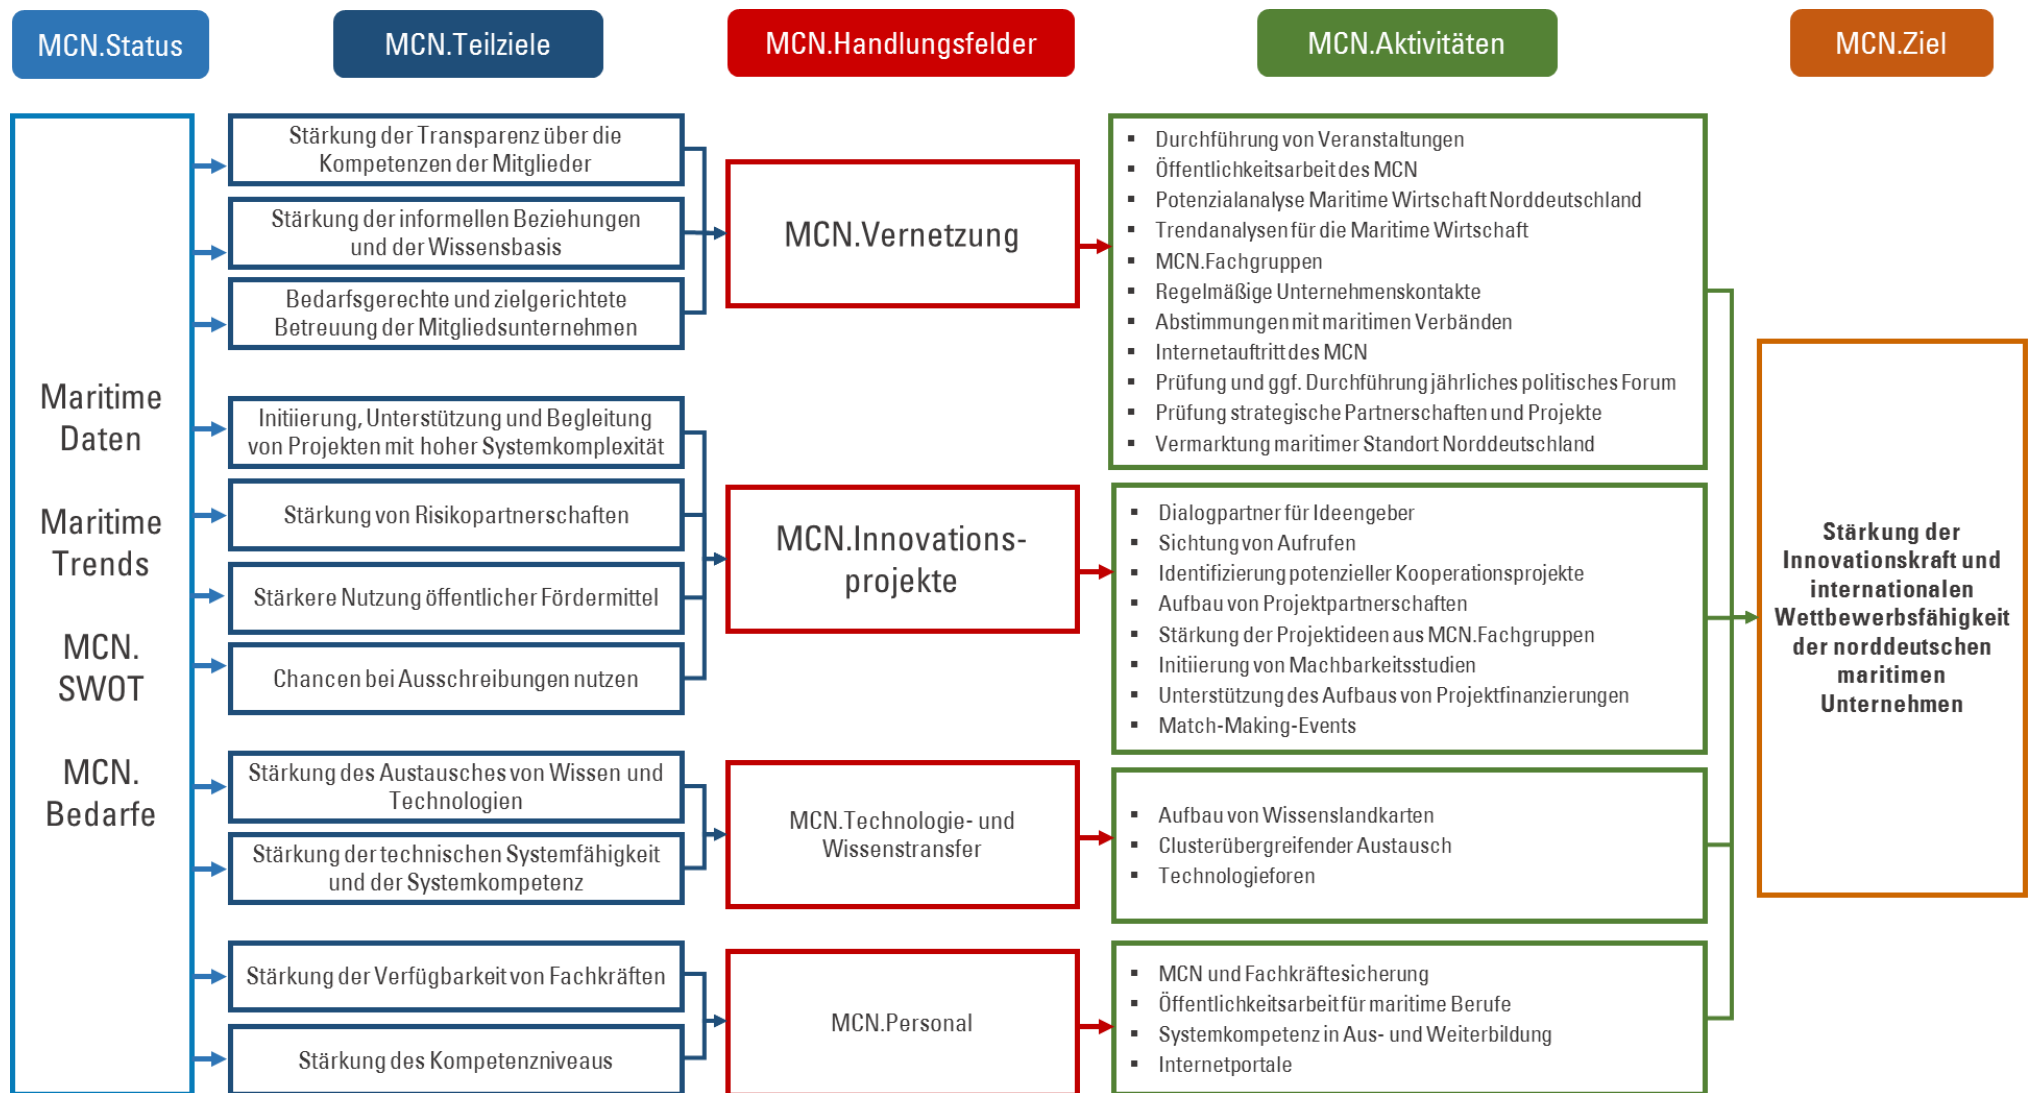 MCN.Status
MCN.Teilziele
MCN.Handlungsfelder
MCN.Aktivitäten
MCN.Ziel
Maritime
Daten
Maritime
Trends
MCN.
SWOT
MCN.
Bedarfe
Stärkung der Transparenz über die
Kompetenzen der Mitglieder
Stärkung der informellen Beziehungen
und der Wissensbasis
Bedarfsgerechte und zielgerichtete
Betreuung der Mitgliedsunternehmen
Initiierung, Unterstützung und Begleitung
von Projekten mit hoher Systemkomplexität
Stärkung von Risikopartnerschaften
Stärkere Nutzung öffentlicher Fördermittel
Chancen bei Ausschreibungen nutzen
Stärkung des Austausches von Wissen und
Technologien
Stärkung der technischen Systemfähigkeit
und der Systemkompetenz
Stärkung der Verfügbarkeit von Fachkräften
Stärkung des Kompetenzniveaus
MCN.Vernetzung
MCN.Innovations-
projekte
MCN.Technologie- und
Wissenstransfer
MCN.Personal
▪ Durchführung von Veranstaltungen
▪ Öffentlichkeitsarbeit des MCN
▪ Potenzialanalyse Maritime Wirtschaft Norddeutschland
▪ Trendanalysen für die Maritime Wirtschaft
▪ MCN.Fachgruppen
▪ Regelmäßige Unternehmenskontakte
▪ Abstimmungen mit maritimen Verbänden
▪ Internetauftritt des MCN
▪ Prüfung und ggf. Durchführung jährliches politisches Forum
▪ Prüfung strategische Partnerschaften und Projekte
▪ Vermarktung maritimer Standort Norddeutschland
▪ Dialogpartner für Ideengeber
▪ Sichtung von Aufrufen
▪ Identifizierung potenzieller Kooperationsprojekte
▪ Aufbau von Projektpartnerschaften
▪ Stärkung der Projektideen aus MCN.Fachgruppen
▪ Initiierung von Machbarkeitsstudien
▪ Unterstützung des Aufbaus von Projektfinanzierungen
▪ Match-Making-Events
▪ Aufbau von Wissenslandkarten
▪ Clusterübergreifender Austausch
▪ Technologieforen
▪ MCN und Fachkräftesicherung
▪ Öffentlichkeitsarbeit für maritime Berufe
▪ Systemkompetenz in Aus- und Weiterbildung
▪ Internetportale
Stärkung der
Innovationskraft und
internationalen
Wettbewerbsfähigkeit
der norddeutschen
maritimen
Unternehmen